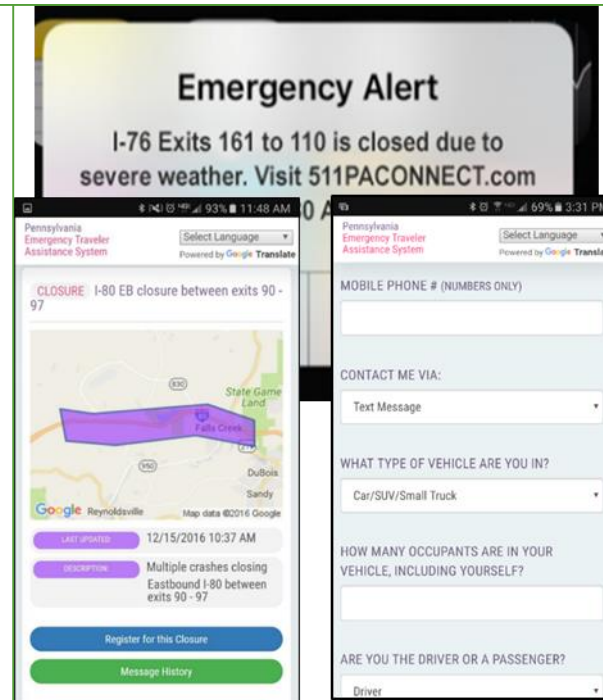 Emergency Alert
I-76 Exits 161 to 110 is closed due to
severe weather. Visit 511PACONNECT.com
93% 11:48 AM
Pennsylvania
Emergency Traveler
Assistance System
Select Language
Powered by Google Translate
CLOSURE I-80 EB closure between exits 90 -
97
830
State Game
Land
Falls Creek
950
DuBois
Sandy
Google
Reynoldsville
Map data ©2016 Google
LAST UPDATED:
12/15/2016 10:37 AM
DESCRIPTION:
Multiple crashes closing
Eastbound I-80 between
exits 90 - 97
Register for this Closure
Message History
69% 3:31 PM
Pennsylvania
Emergency Traveler
Assistance System
Select Language
Powered by Google Transla
MOBILE PHONE # (NUMBERS ONLY)
CONTACT ME VIA:
Text Message
WHAT TYPE OF VEHICLE ARE YOU IN?
Car/SUV/Small Truck
HOW MANY OCCUPANTS ARE IN YOUR
VEHICLE, INCLUDING YOURSELF?
ARE YOU THE DRIVER OR A PASSENGER?
Driver